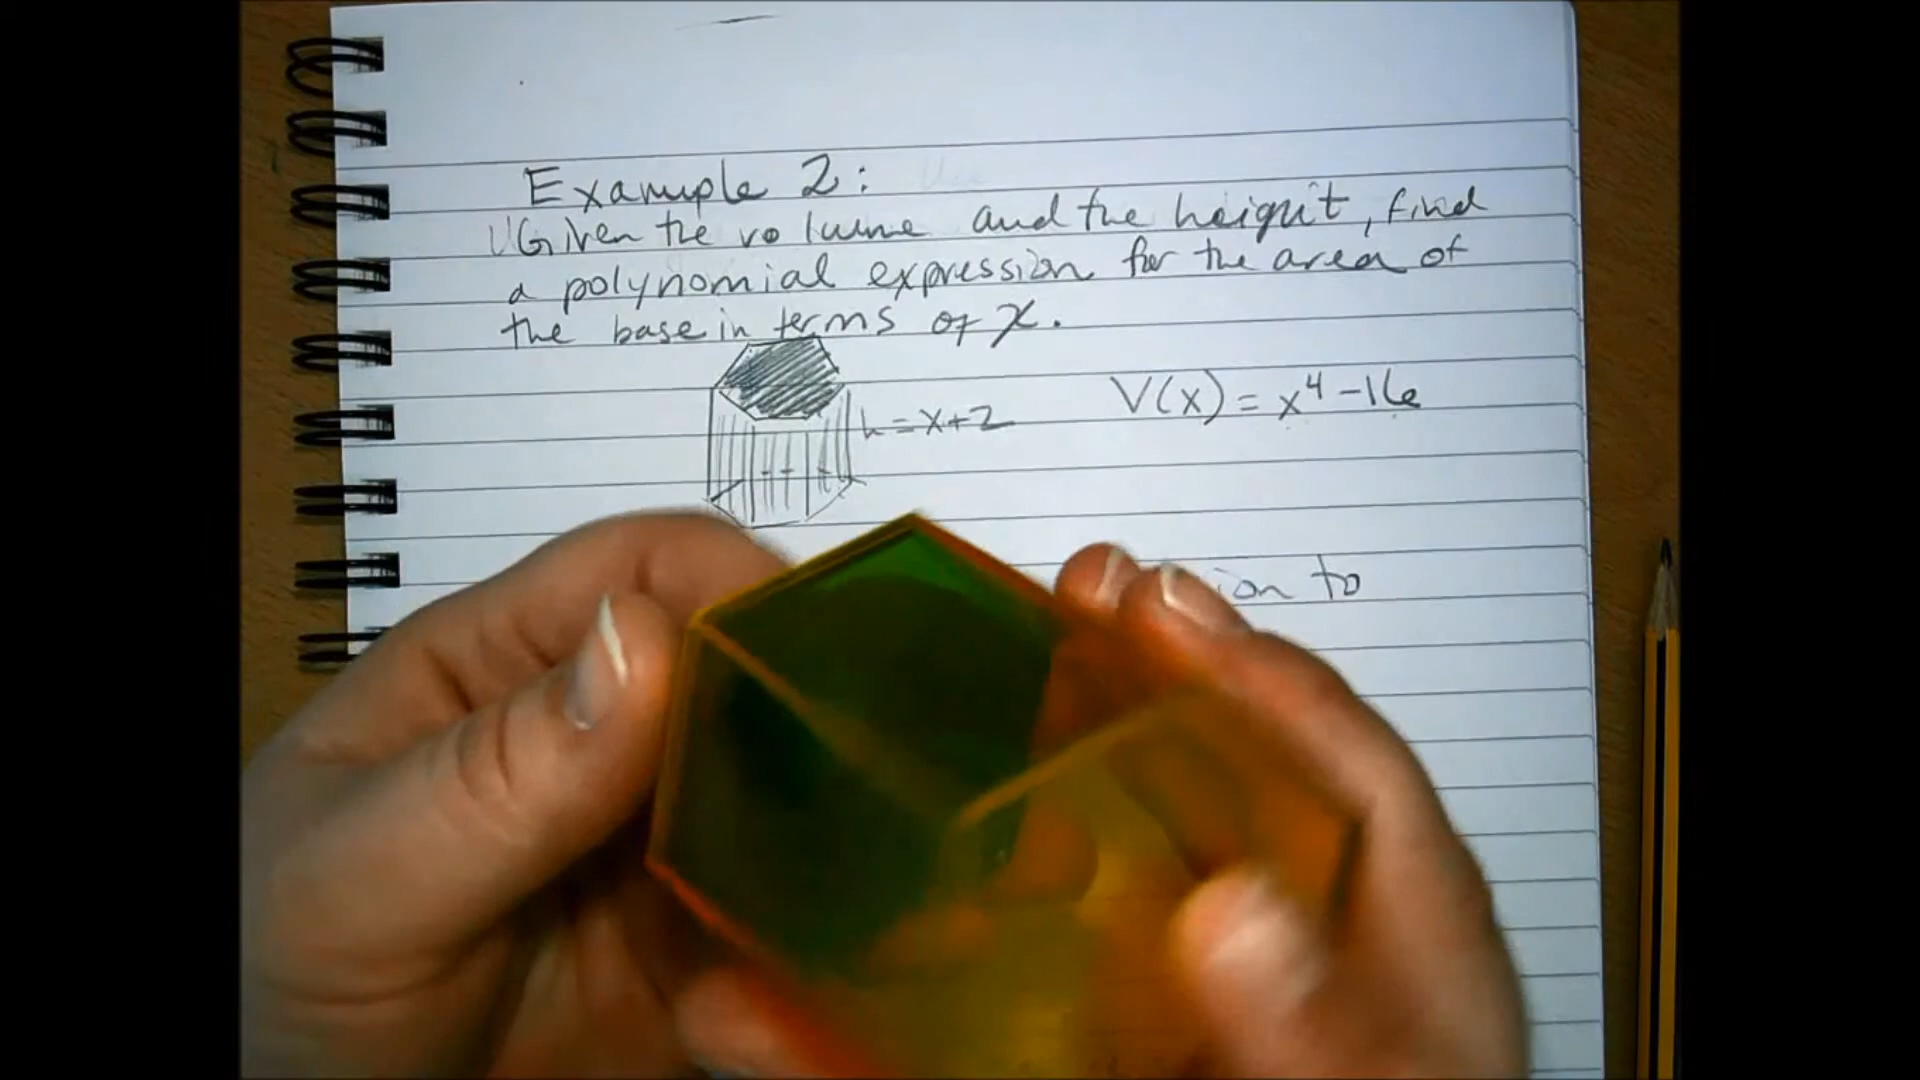 Example 2:
Given the volume and the height, find
a polynomial expression for the area of
the base in terms of x.
h = x+2
V(x) = x⁴ -16
to